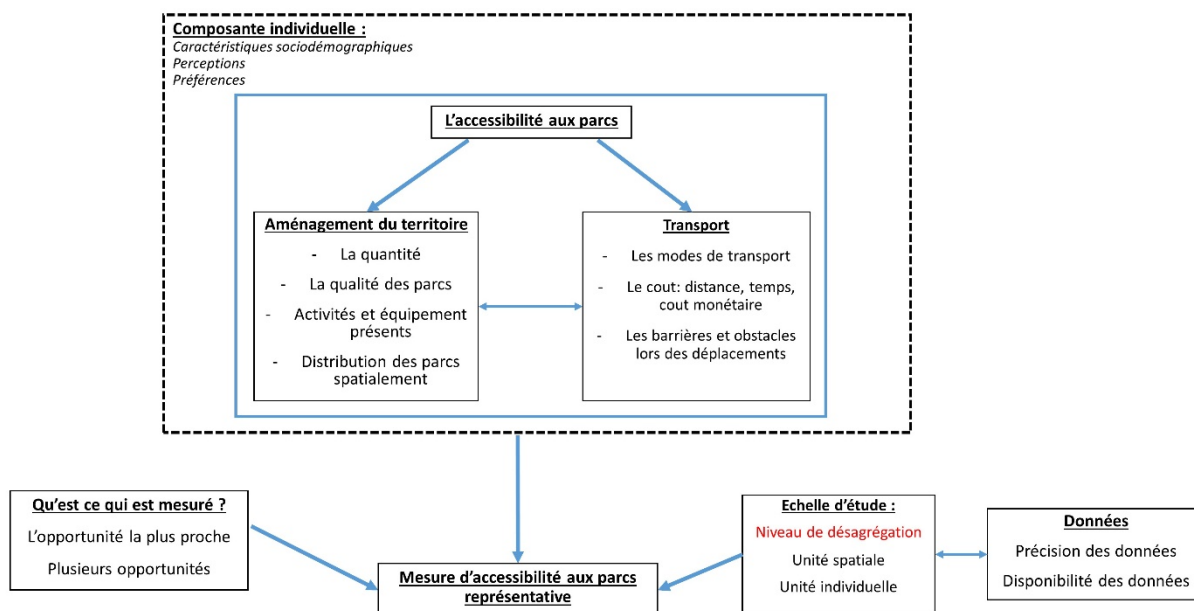 Composante individuelle :
Caractéristiques sociodémographiques
Perceptions
Préférences
L'accessibilité aux parcs
Aménagement du territoire
- La quantité
- La qualité des parcs
- Activités et équipement
présents
- Distribution des parcs
spatialement
Transport
- Les modes de transport
- Le cout: distance, temps,
cout monétaire
- Les barrières et obstacles
lors des déplacements
Qu'est ce qui est mesuré ?
L'opportunité la plus proche
Plusieurs opportunités
Mesure d'accessibilité aux parcs
représentative
Echelle d'étude :
Niveau de désagrégation
Unité spatiale
Unité individuelle
Données
Précision des données
Disponibilité des données